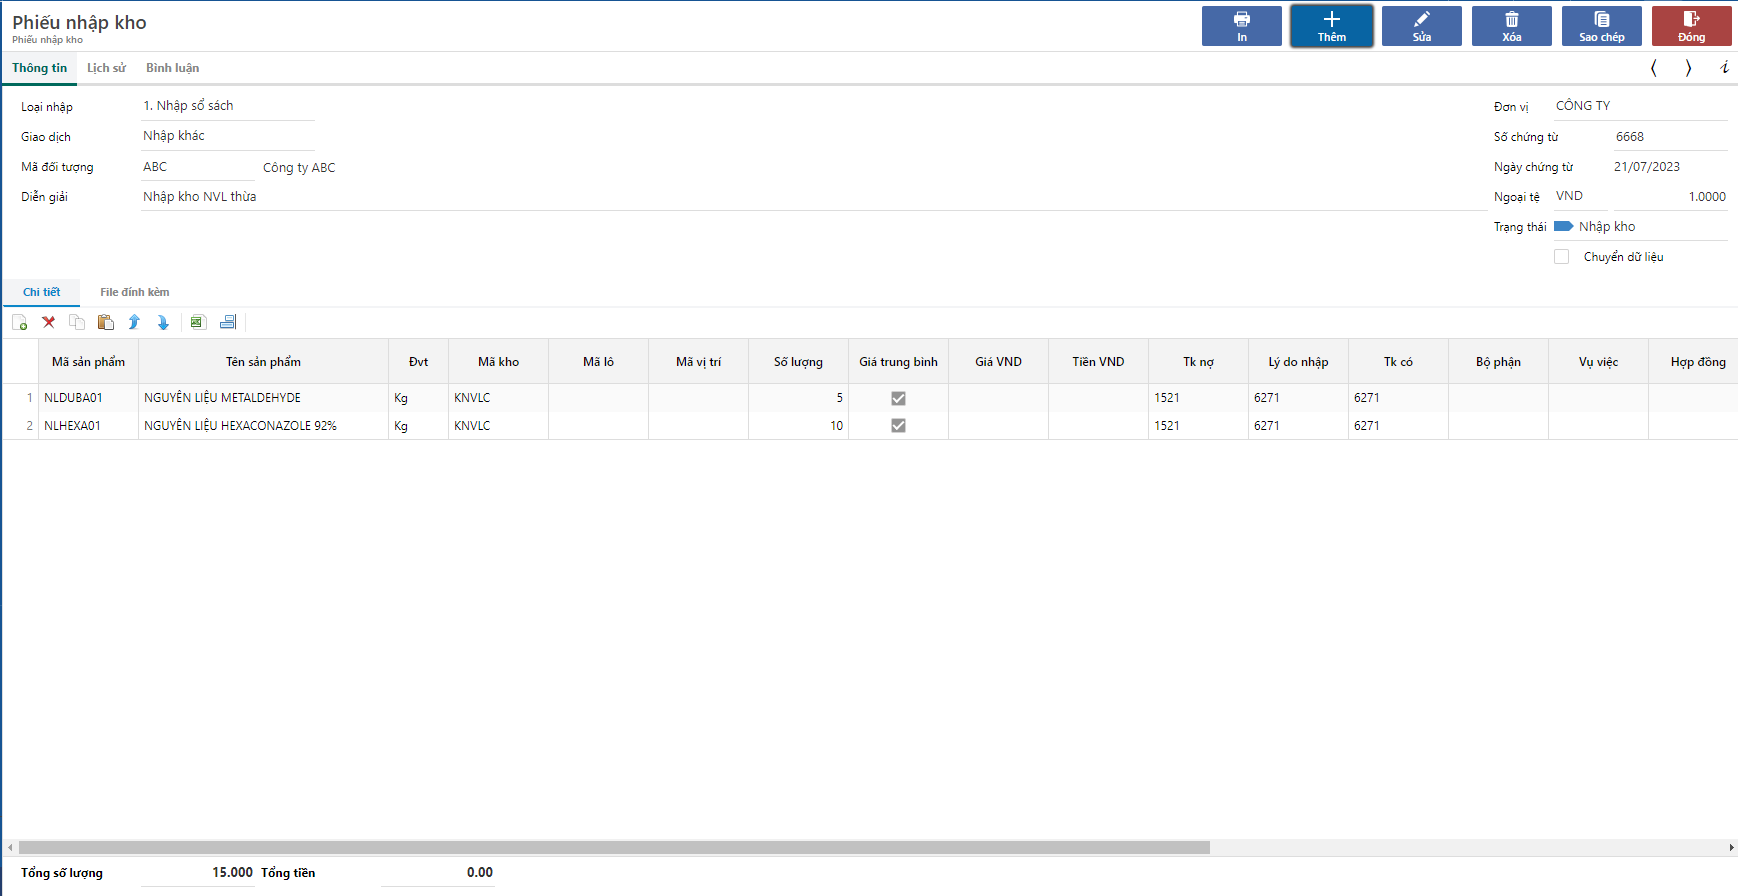 Phiếu nhập kho
Phiếu nhập kho
In
Thêm
Sửa
Xóa
Sao chép
Đóng
Thông tin
Lịch sử
Bình luận
Loại nhập 1. Nhập sổ sách
Giao dịch Nhập khác
Mã đối tượng ABC Công ty ABC
Diễn giải Nhập kho NVL thừa
Đơn vị CÔNG TY
Số chứng từ 6668
Ngày chứng từ 21/07/2023
Ngoại tệ VND 1.0000
Trạng thái Nhập kho
Chuyển dữ liệu
Chi tiết
File đính kèm
Mã sản phẩm Tên sản phẩm Đvt Mã kho Mã lô Mã vị trí Số lượng Giá trung bình Giá VND Tiền VND Tk nợ Lý do nhập Tk có Bộ phận Vụ việc Hợp đồng
1 NLDUBA01 NGUYÊN LIỆU METALDEHYDE Kg KNVLC 5 1521 6271 6271
2 NLHEXA01 NGUYÊN LIỆU HEXACONAZOLE 92% Kg KNVLC 10 1521 6271 6271
Tổng số lượng 15.000 Tổng tiền 0.00